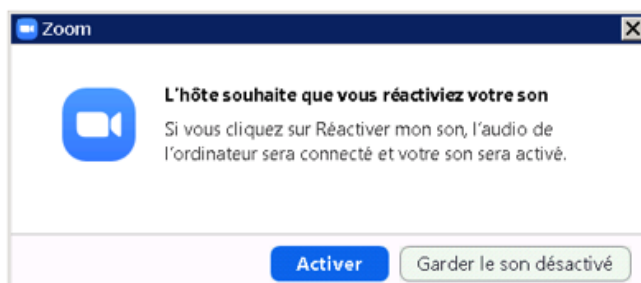 Zoom
L'hôte souhaite que vous réactiviez votre son
Si vous cliquez sur Réactiver mon son, l'audio de
l'ordinateur sera connecté et votre son sera activé.
Activer
Garder le son désactivé